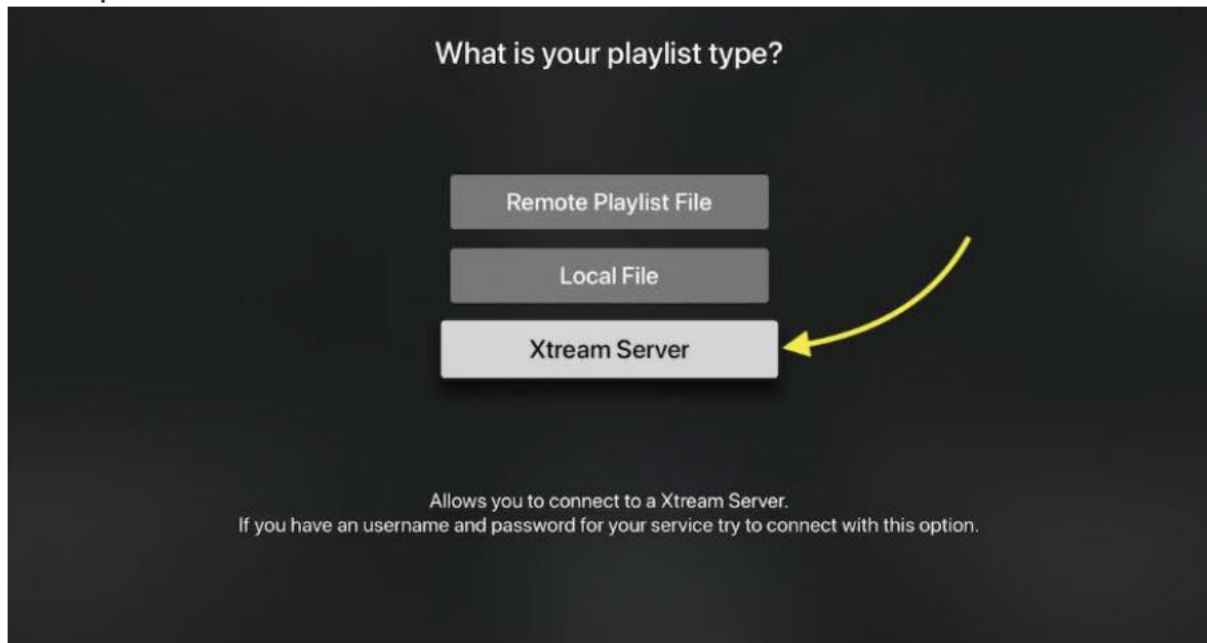 What is your playlist type?
Remote Playlist File
Local File
Xtream Server
Allows you to connect to a Xtream Server.
If you have an username and password for your service try to connect with this option.